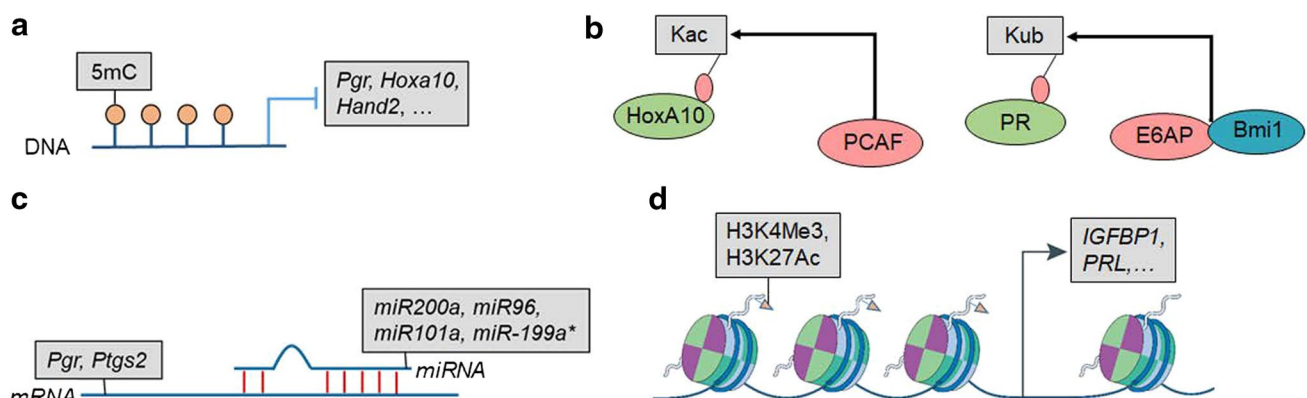 a
5mC
Pgr, Hoxa10,
Hand2, …
DNA
b
Kac
HoxA10
PCAF
Kub
PR
E6AP
Bmi1
c
miR200a, miR96,
miR101a, miR-199a*
Pgr, Ptgs2
miRNA
mRNA
d
H3K4Me3,
H3K27Ac
IGFBP1,
PRL,…